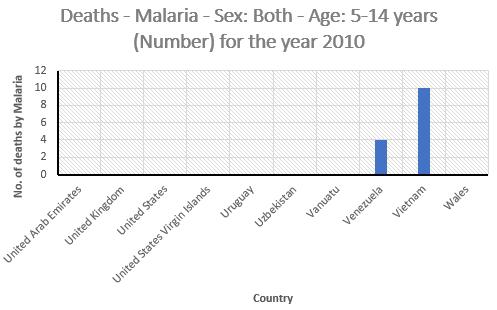 Deaths - Malaria - Sex: Both - Age: 5-14 years
(Number) for the year 2010
No. of deaths by Malaria
12
10
8
6
4
2
0
United Arab Emirates
United Kingdom
United States
United States Virgin Islands
Uruguay
Uzbekistan
Vanuatu
Venezuela
Vietnam
Wales
Country